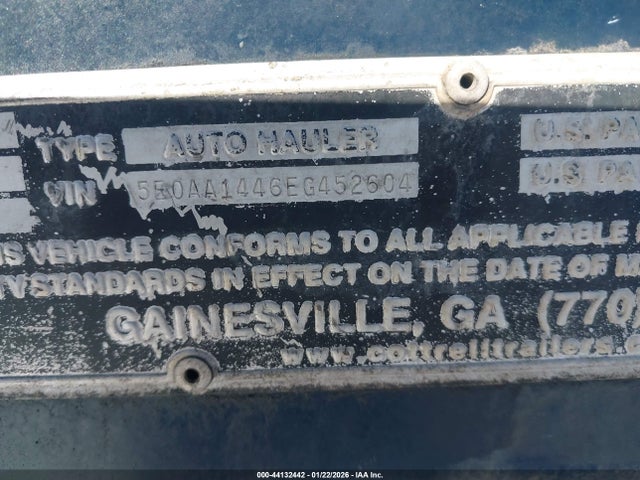 TYPE AUTO HAULER U.S. PA
VIN 5E0AA1446EG452604 U.S. PA
IS VEHICLE CONFORMS TO ALL APPLICABLE
TY STANDARDS IN EFFECT ON THE DATE OF M
GAINESVILLE, GA (770)
www.cottrelltrailers.c
000-44132442 - 01/22/2026 - IAA Inc.